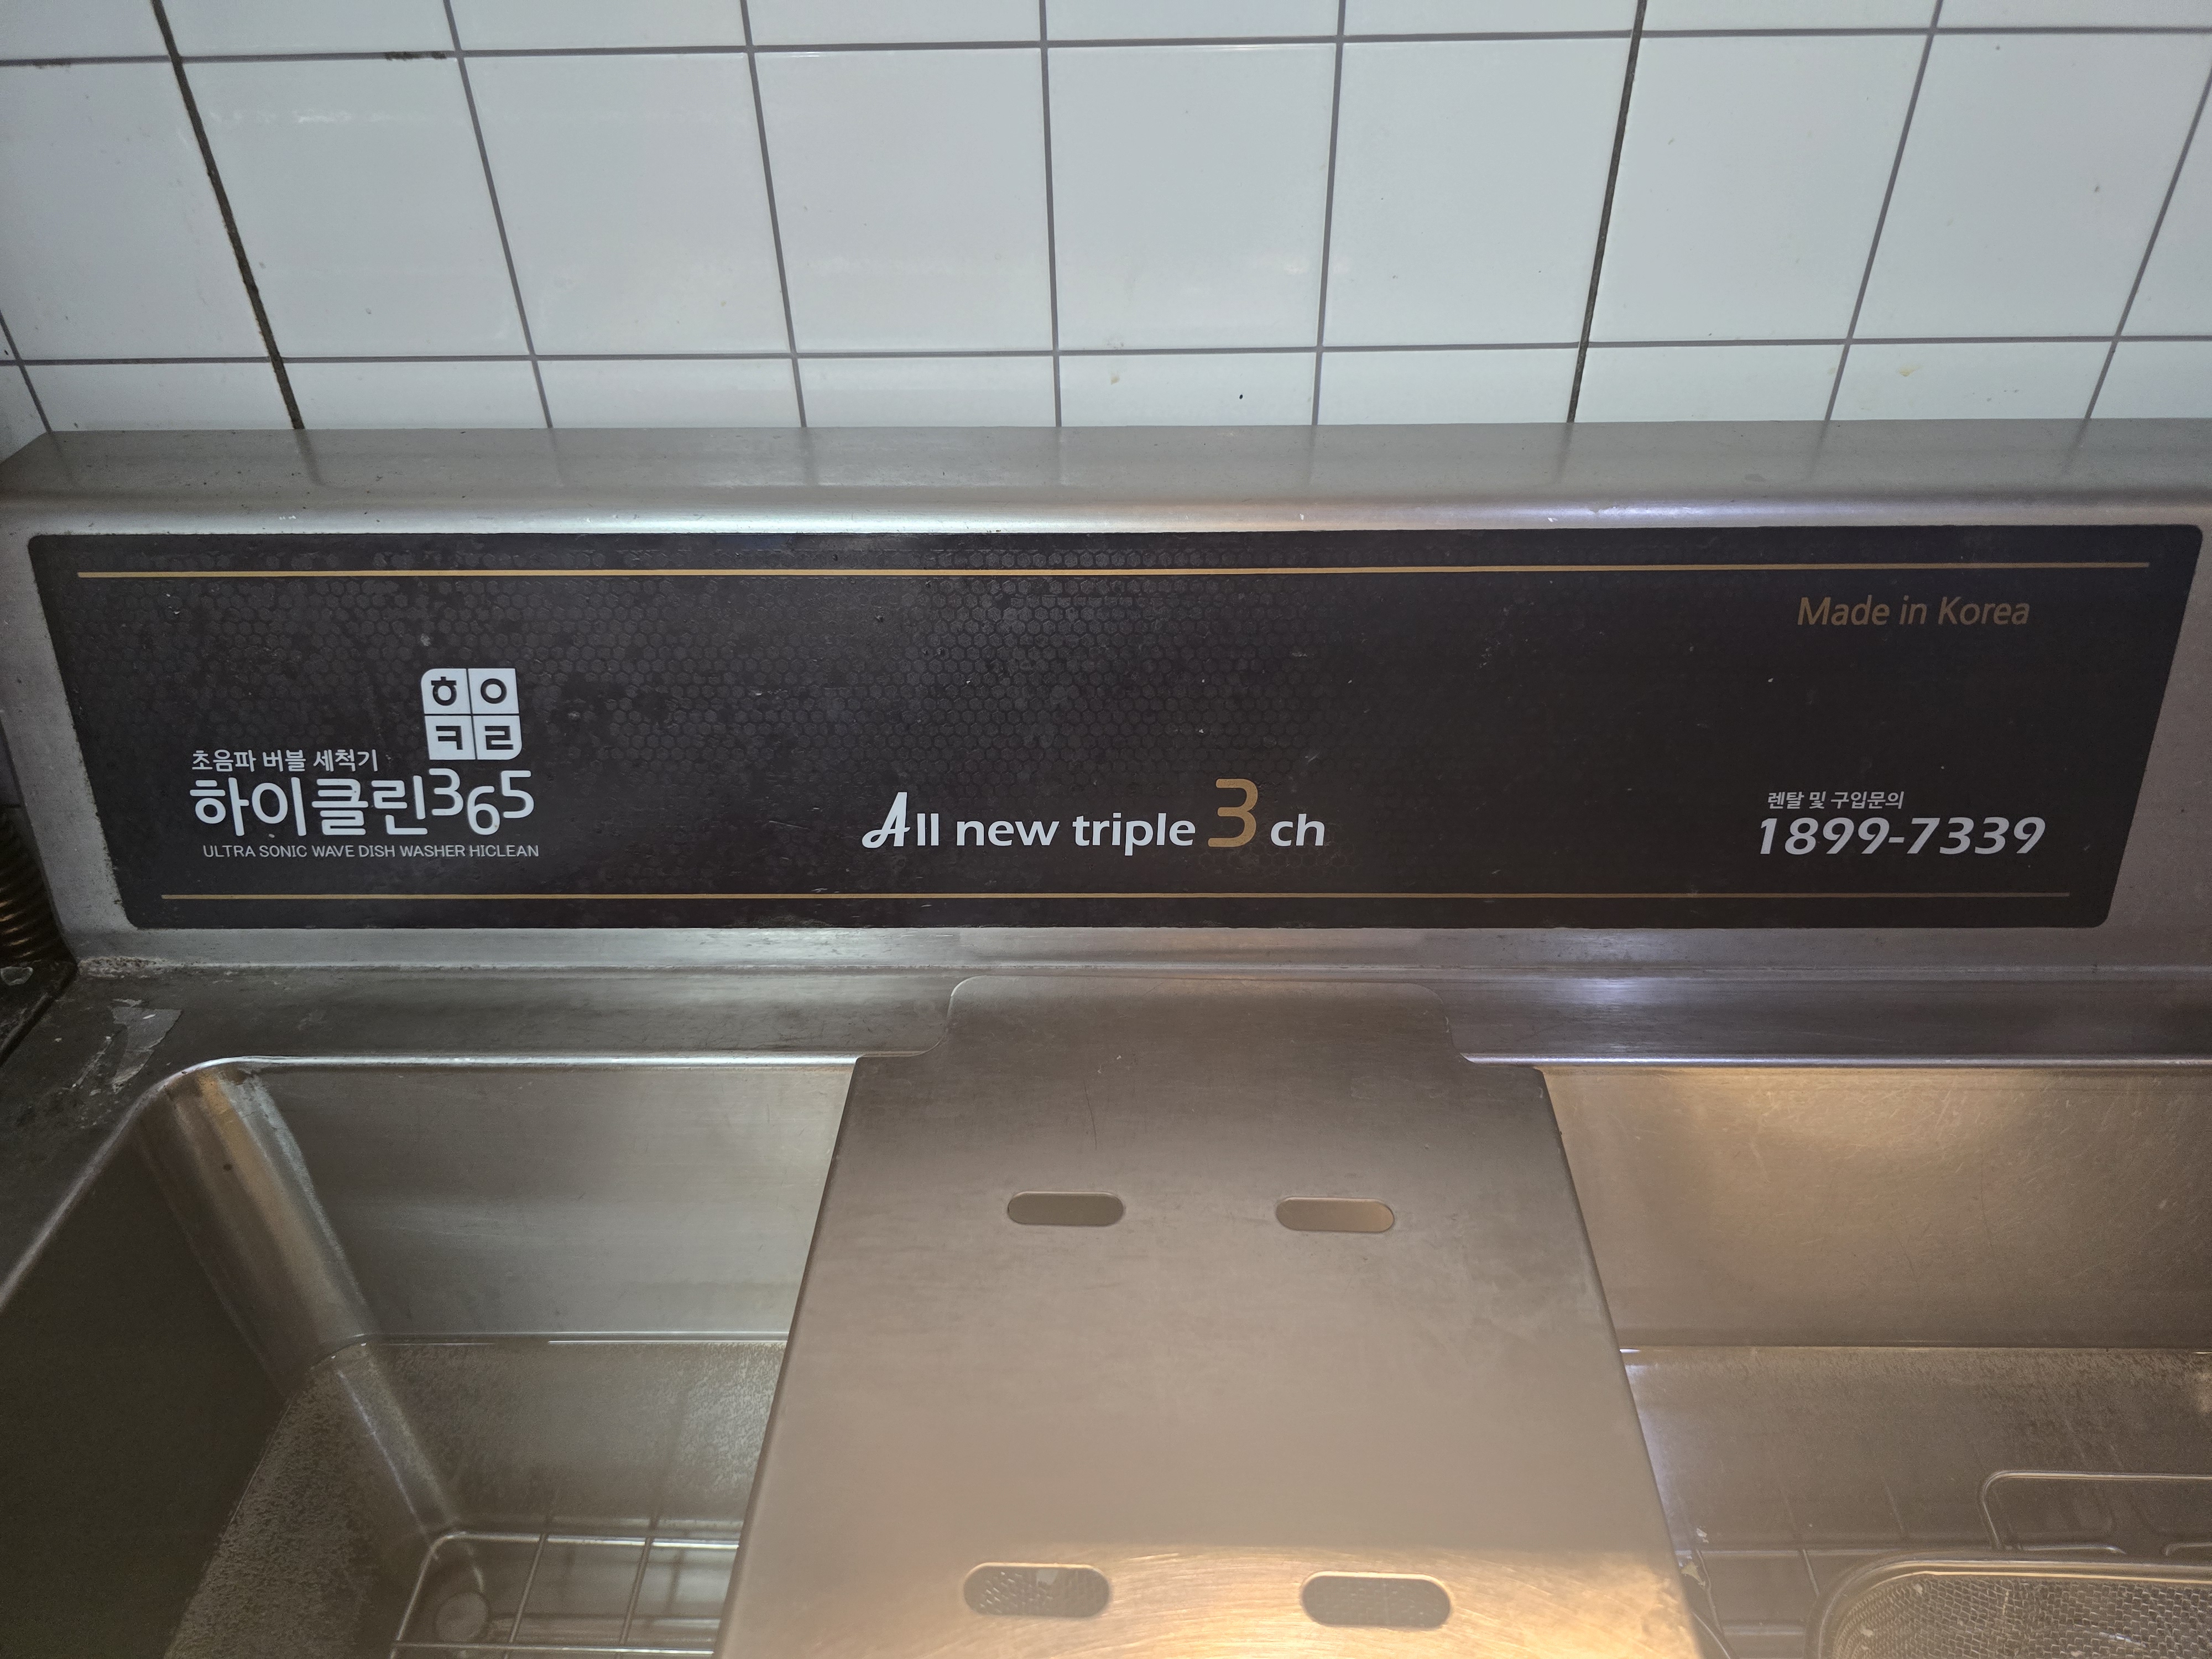 Made in Korea
ㅎㅇ
ㅋㄹ
초음파 버블 세척기
하이클린365
ULTRA SONIC WAVE DISH WASHER HICLEAN
All new triple 3 ch
렌탈 및 구입문의
1899-7339